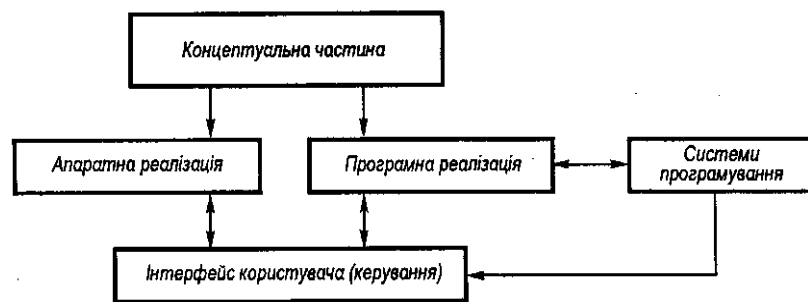 Концептуальна частина
Апаратна реалізація
Програмна реалізація
Системи
програмування
Інтерфейс користувача (керування)